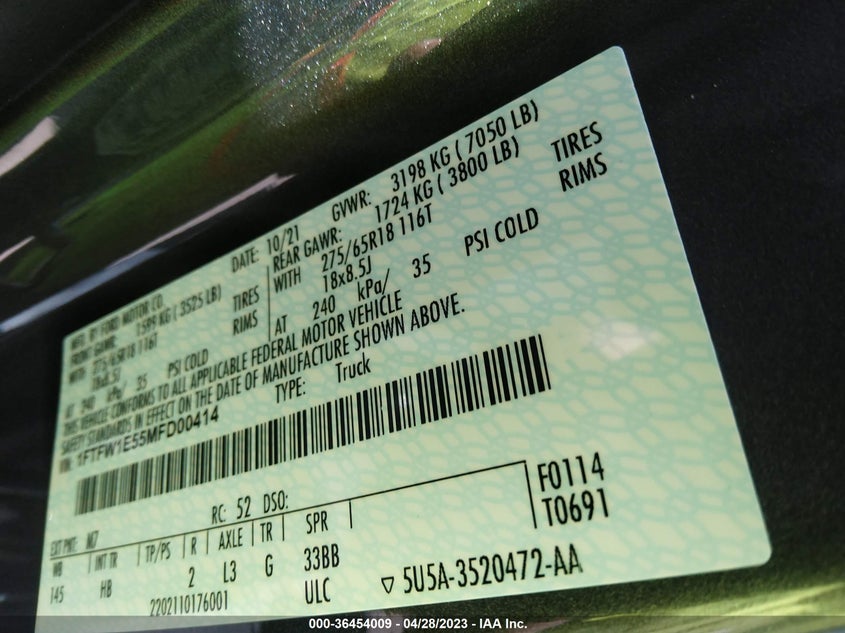 MFD. BY FORD MOTOR CO. DATE: 10/21 GVWR: 3198 KG ( 7050 LB)
FRONT GAWR: 1599 KG ( 3525 LB) REAR GAWR: 1724 KG ( 3800 LB)
WITH 275/65R18 116T TIRES WITH 275/65R18 116T TIRES
18x8.5J RIMS 18x8.5J RIMS
AT 240 kPa/ 35 PSI COLD AT 240 kPa/ 35 PSI COLD
THIS VEHICLE CONFORMS TO ALL APPLICABLE FEDERAL MOTOR VEHICLE
SAFETY STANDARDS IN EFFECT ON THE DATE OF MANUFACTURE SHOWN ABOVE.
VIN: 1FTFW1E55MFD00414 TYPE: Truck
F0114
T0691
EXT PNT: M7 RC: 52 DSO:
WB INT TR TP/PS R AXLE TR SPR
145 HB 2 L3 G 33BB
2202110176001 ULC ▽ 5U5A-3520472-AA
000-36454009 - 04/28/2023 - IAA Inc.